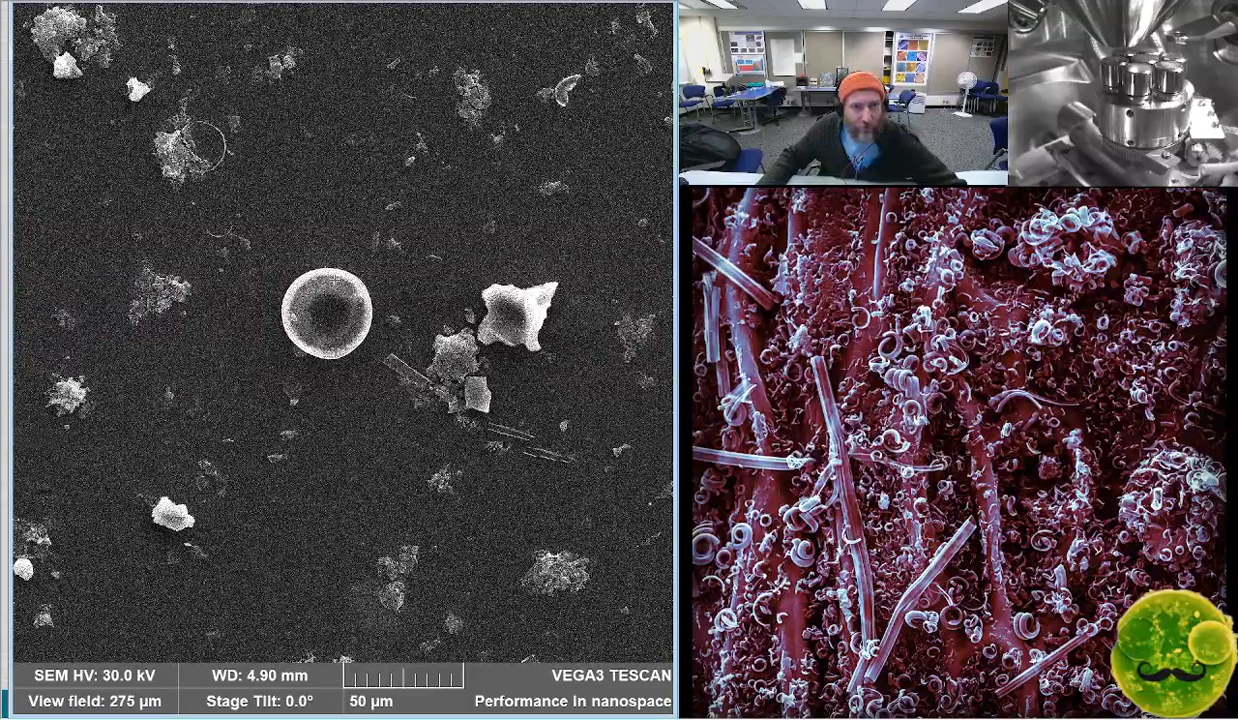 SEM HV: 30.0 kV
WD: 4.90 mm
VEGA3 TESCAN
View field: 275 µm
Stage Tilt: 0.0°
50 µm
Performance in nanospace